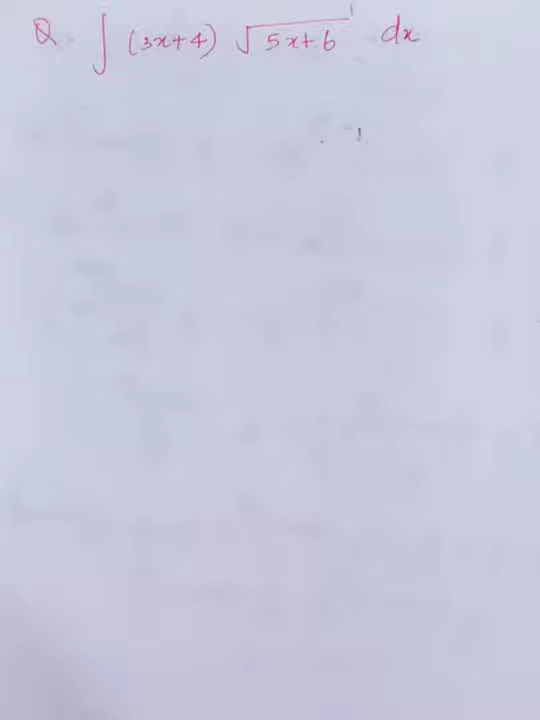 Q ∫ (3x+4) √5x+6 dx